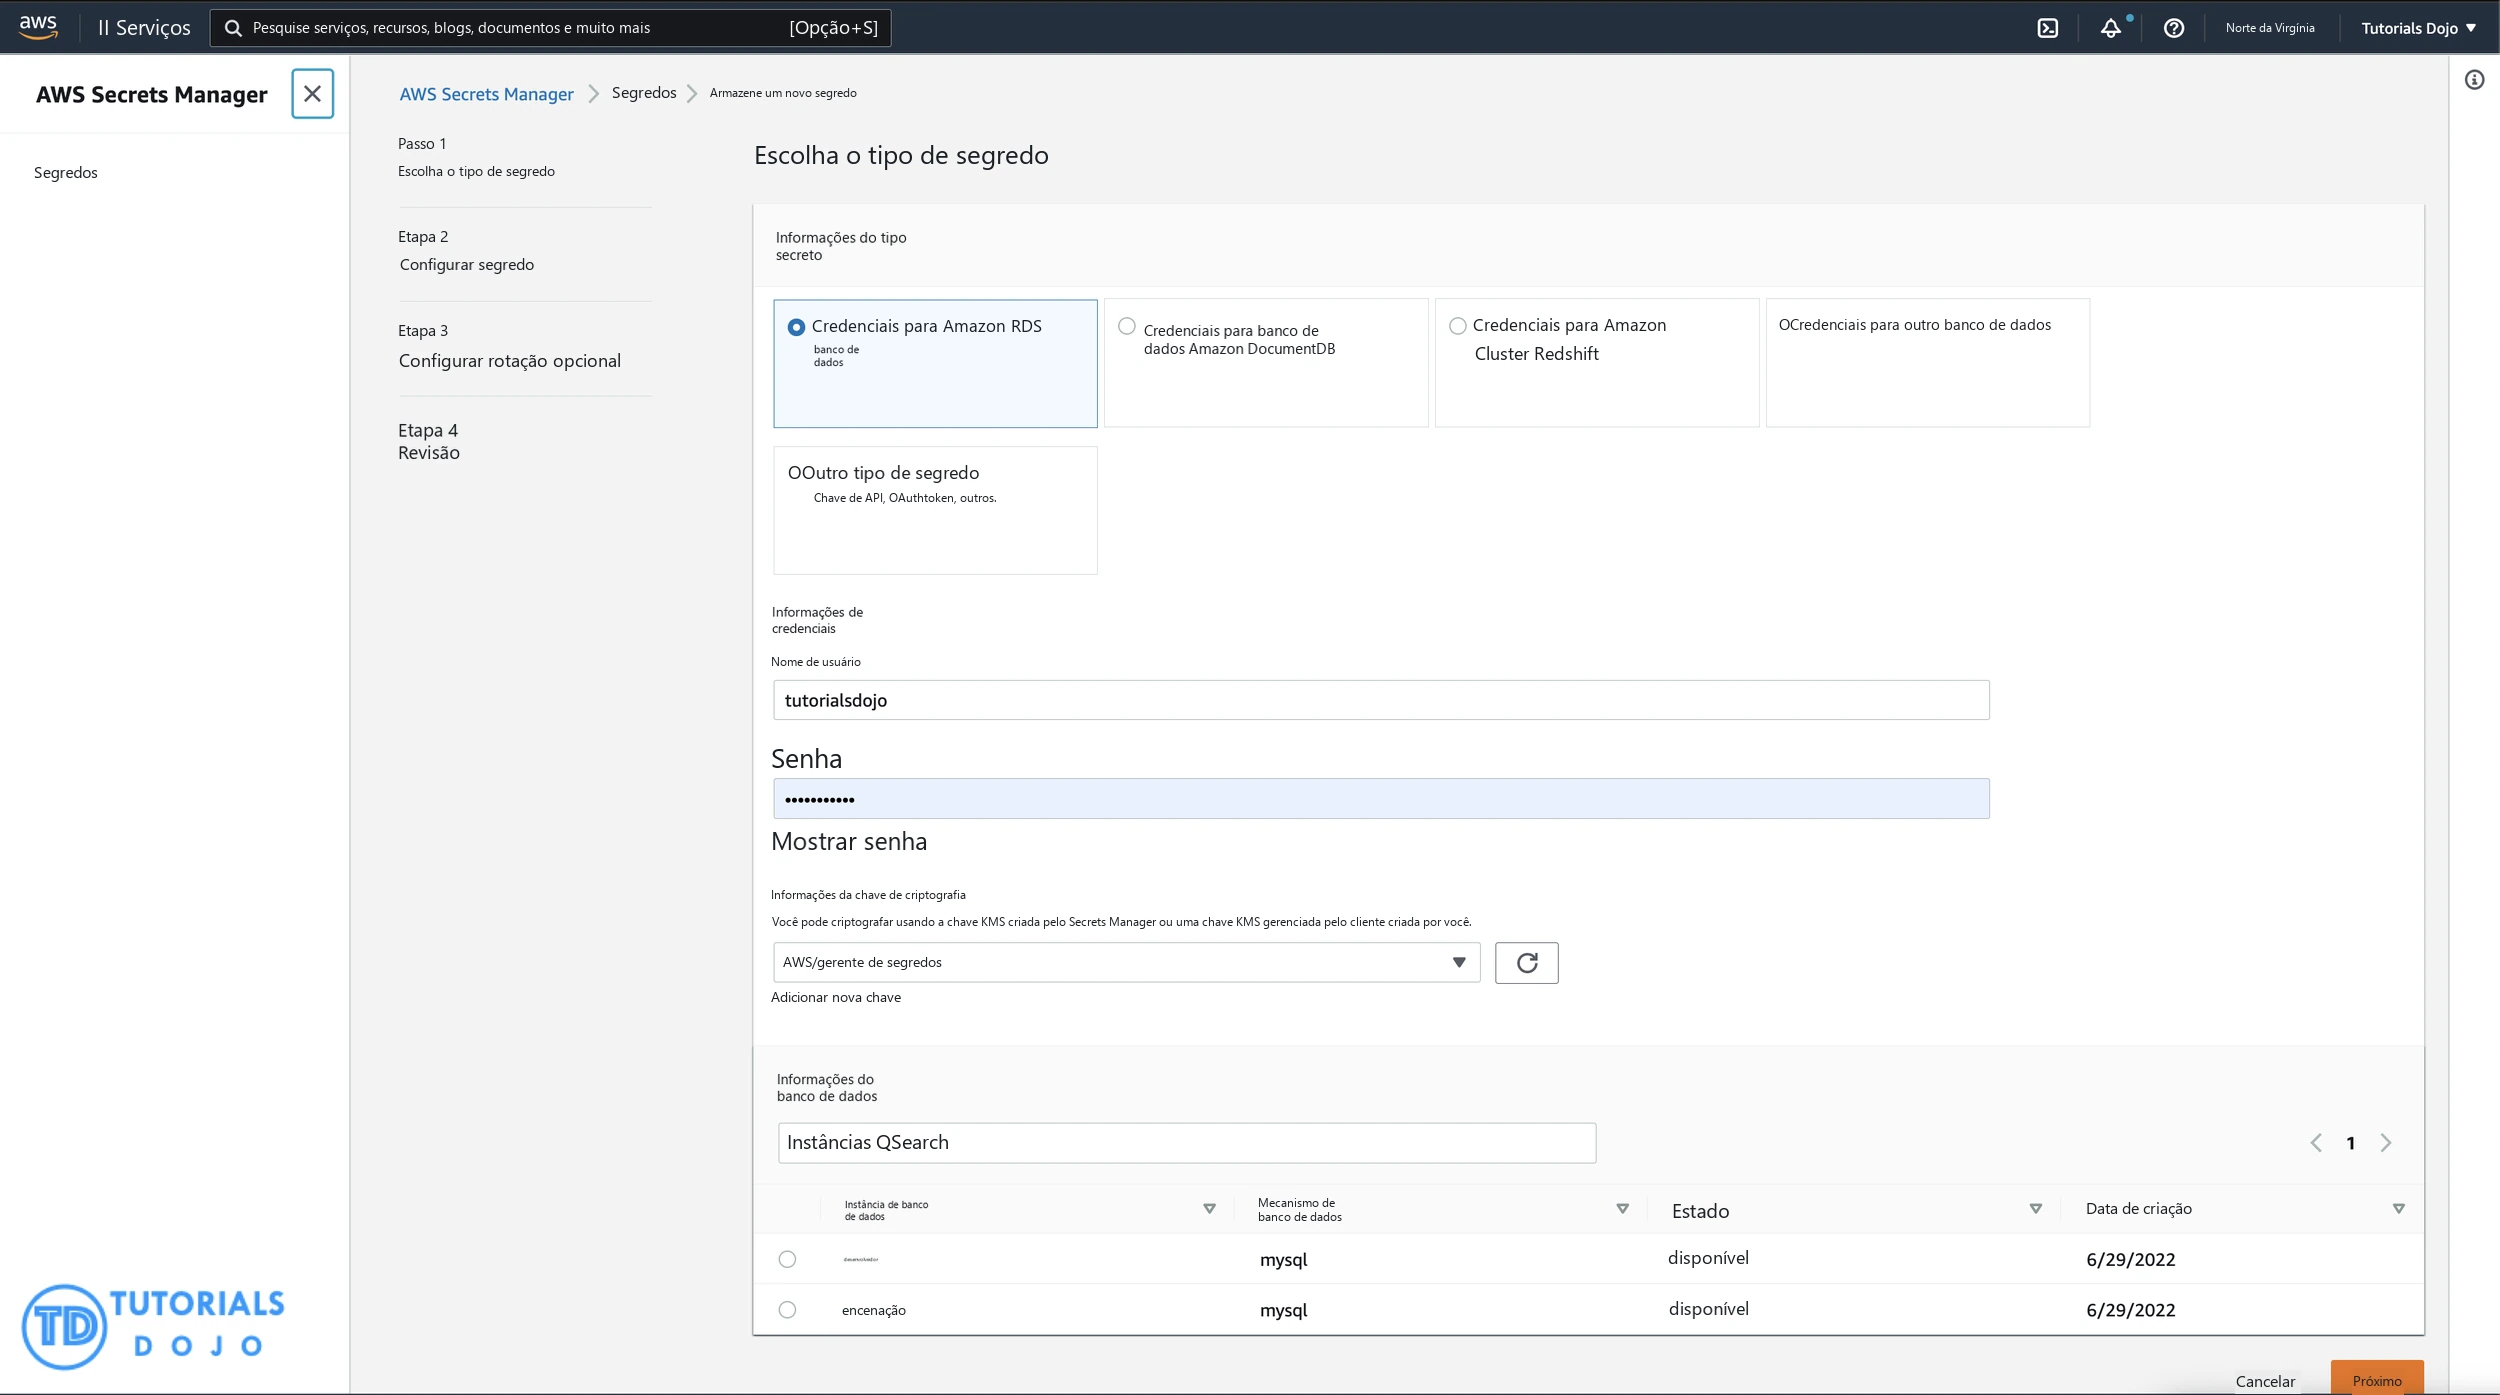 aws
II Serviços
Pesquise serviços, recursos, blogs, documentos e muito mais
[Opção+S]
Norte da Virgínia
Tutorials Dojo
AWS Secrets Manager
Segredos
AWS Secrets Manager
Segredos
Armazene um novo segredo
Passo 1
Escolha o tipo de segredo
Etapa 2
Configurar segredo
Etapa 3
Configurar rotação opcional
Etapa 4
Revisão
Escolha o tipo de segredo
Informações do tipo
secreto
Credenciais para Amazon RDS
banco de
dados
Credenciais para banco de
dados Amazon DocumentDB
Credenciais para Amazon
Cluster Redshift
OCredenciais para outro banco de dados
OOutro tipo de segredo
Chave de API, OAuthtoken, outros.
Informações de
credenciais
Nome de usuário
tutorialsdojo
Senha
•••••••••••
Mostrar senha
Informações da chave de criptografia
Você pode criptografar usando a chave KMS criada pelo Secrets Manager ou uma chave KMS gerenciada pelo cliente criada por você.
AWS/gerente de segredos
Adicionar nova chave
Informações do
banco de dados
Instâncias QSearch
1
Instância de banco
de dados
Mecanismo de
banco de dados
Estado
Data de criação
mysql
disponível
6/29/2022
encenação
mysql
disponível
6/29/2022
TD
TUTORIALS
DOJO
Cancelar
Próximo